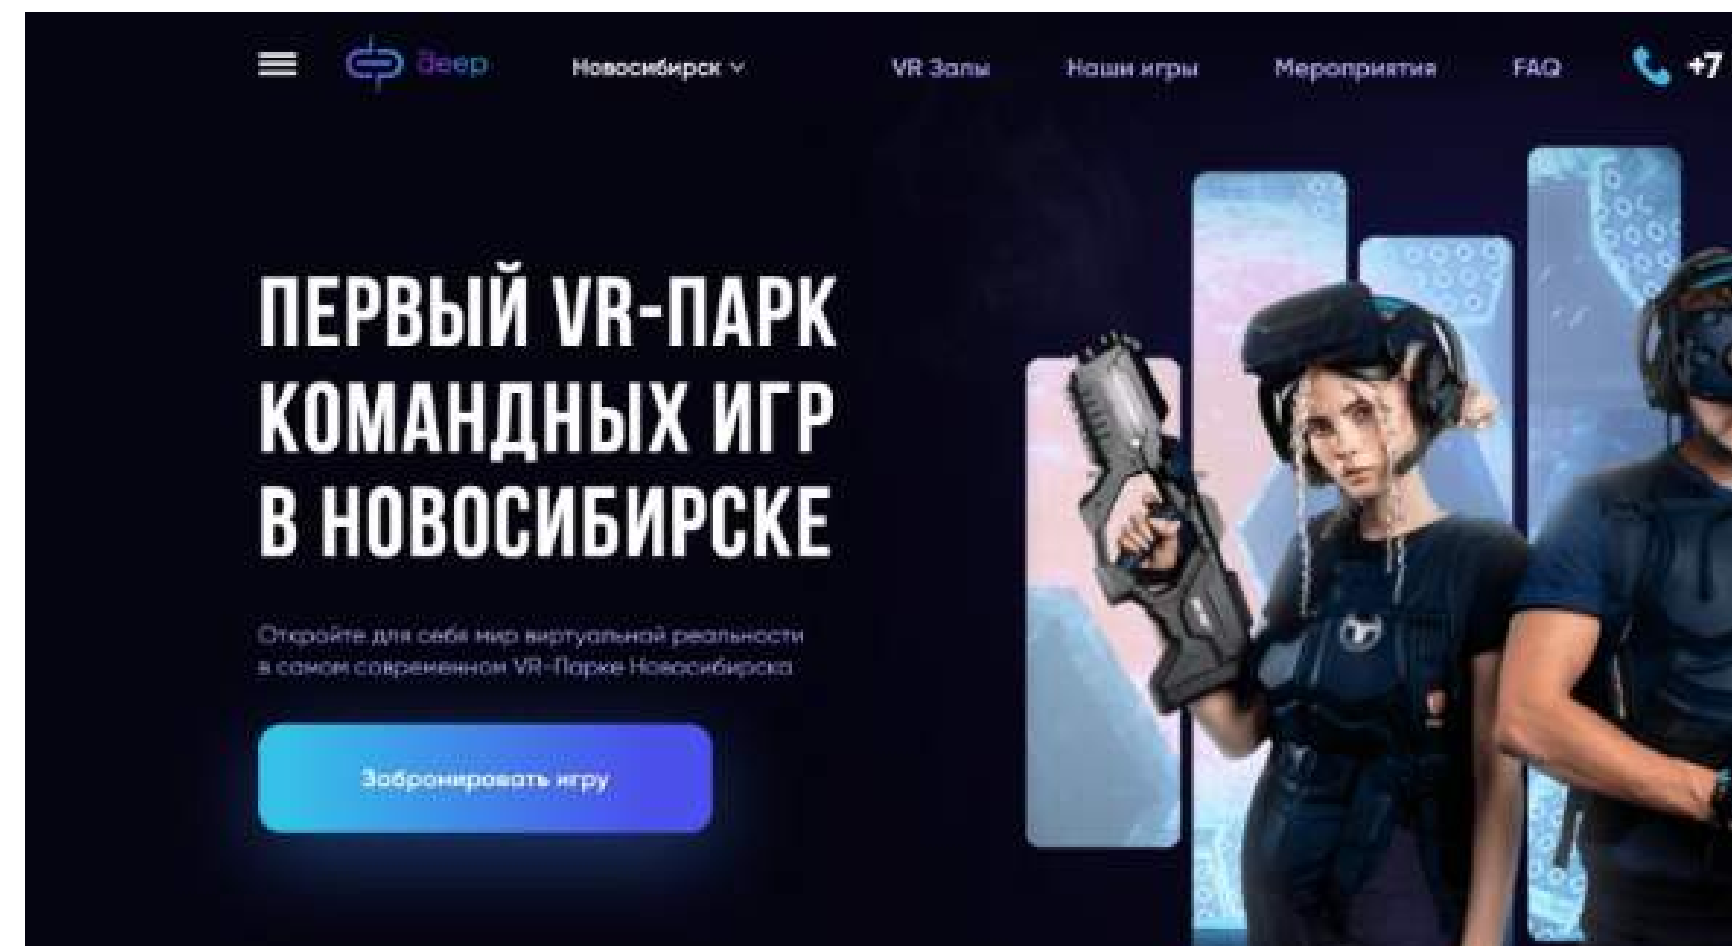 deep
Новосибирск
VR Залы
Наши игры
Мероприятия
FAQ
+7
ПЕРВЫЙ VR-ПАРК
КОМАНДНЫХ ИГР
В НОВОСИБИРСКЕ
Откройте для себя мир виртуальной реальности
в самом современном VR-Парке Новосибирска
Забронировать игру